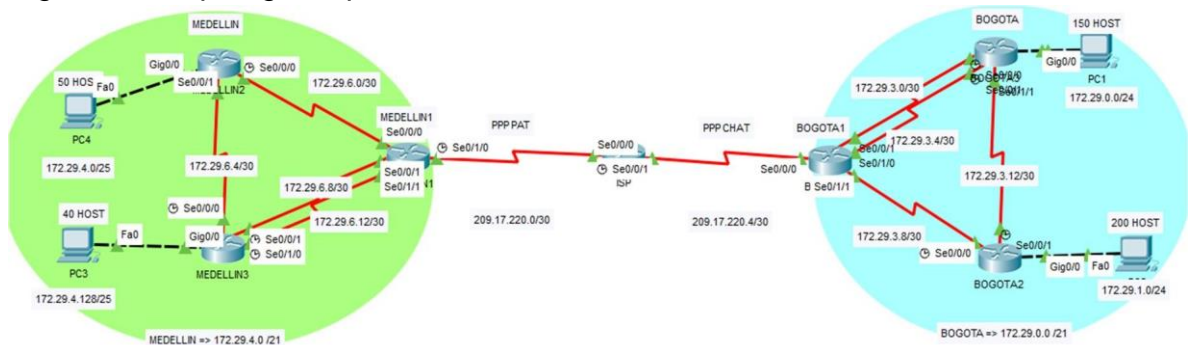 MEDELLIN
50 HOS
Fa0
Gig0/0
Se0/0/1
Se0/0/0
MEDELLIN2
PC4
172.29.4.0/25
172.29.6.0/30
172.29.6.4/30
MEDELLIN1
Se0/0/0
Se0/1/0
Se0/0/1
Se0/1/1
172.29.6.8/30
172.29.6.12/30
Se0/0/0
40 HOST
Fa0
Gig0/0
Se0/0/1
Se0/1/0
PC3
MEDELLIN3
172.29.4.128/25
MEDELLIN => 172.29.4.0 /21
PPP PAT
Se0/0/0
Se0/0/1
ISP
209.17.220.0/30
PPP CHAT
209.17.220.4/30
BOGOTA1
Se0/0/0
Se0/0/1
Se0/1/0
B Se0/1/1
BOGOTA
Se0/0/0
172.29.3.0/30
172.29.3.4/30
172.29.3.12/30
150 HOST
Gig0/0
PC1
172.29.0.0/24
172.29.3.8/30
Se0/0/0
Se0/0/1
BOGOTA2
200 HOST
Gig0/0
Fa0
172.29.1.0/24
BOGOTA => 172.29.0.0 /21